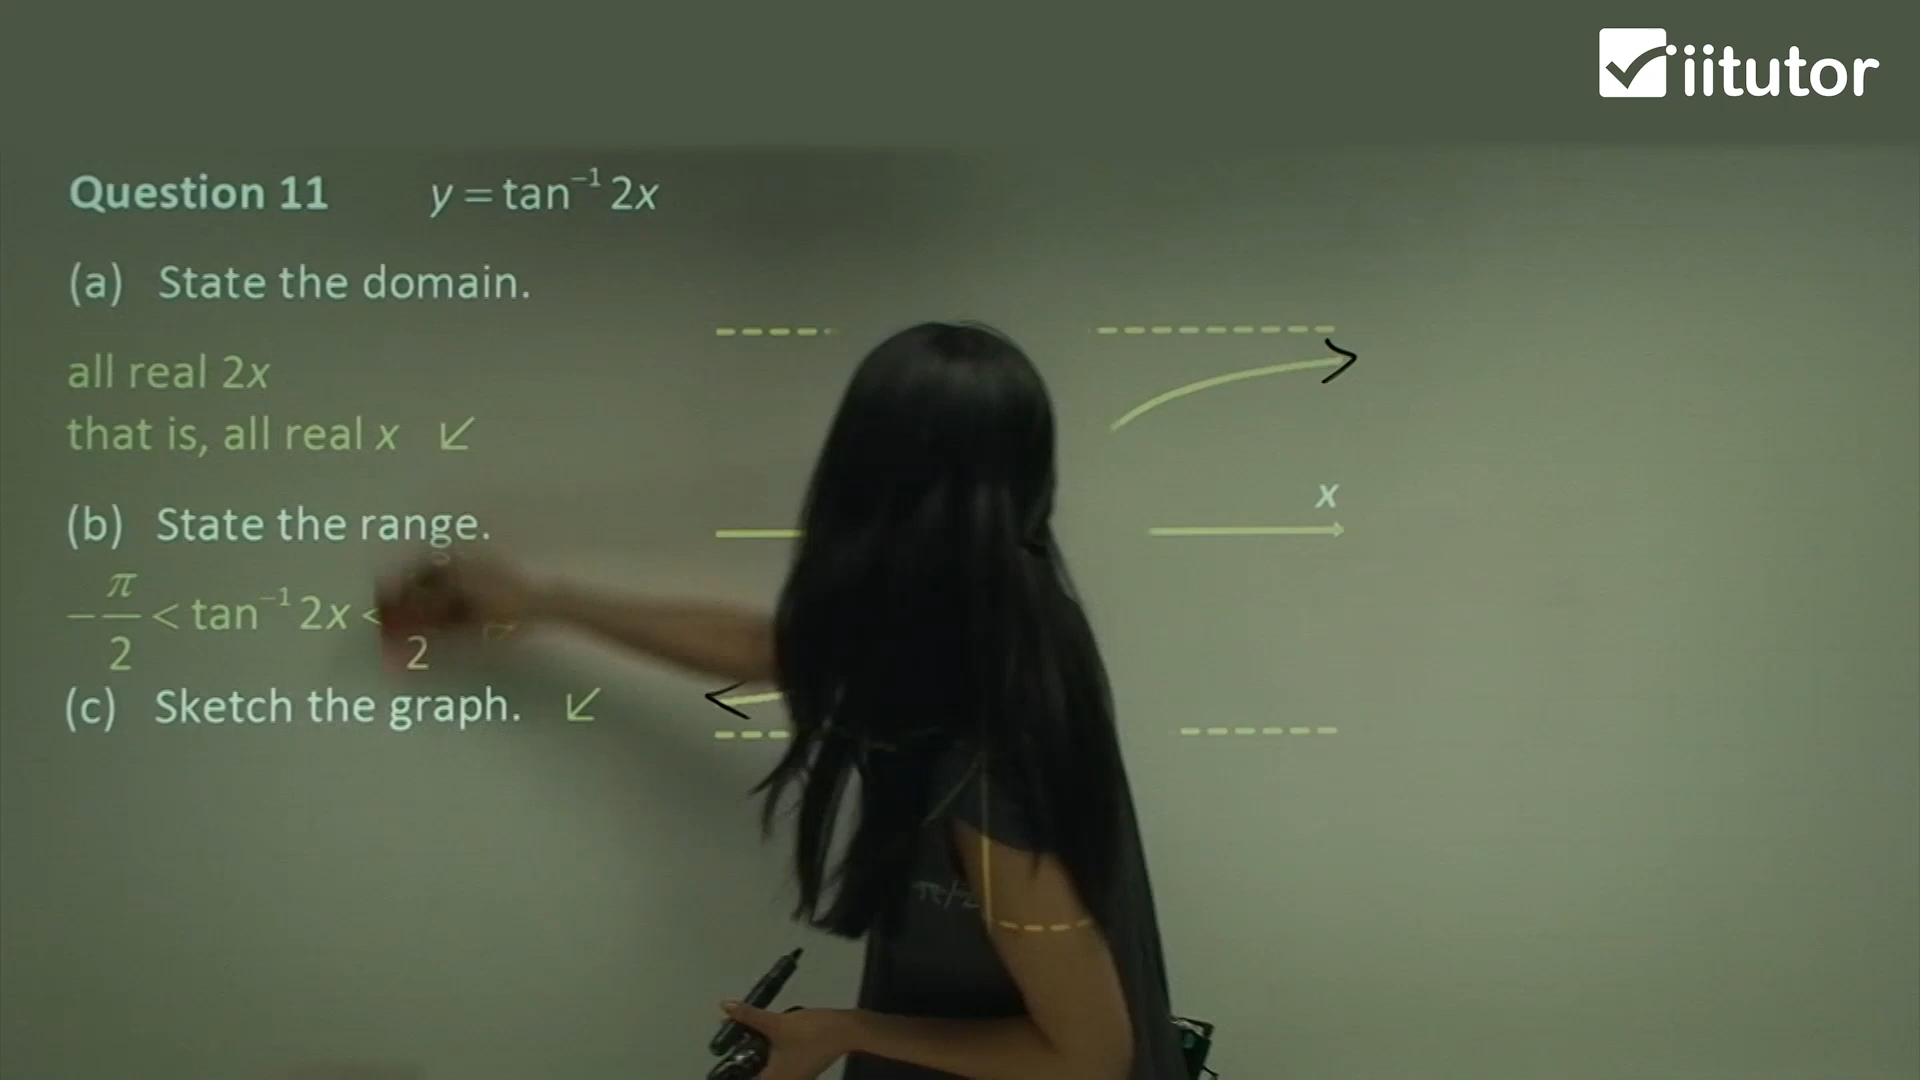 iitutor
Question 11 y = tan⁻¹ 2x
(a) State the domain.
all real 2x
that is, all real x ↙
(b) State the range.
x
−π/2 < tan⁻¹ 2x < 2
(c) Sketch the graph. ↙
π/2